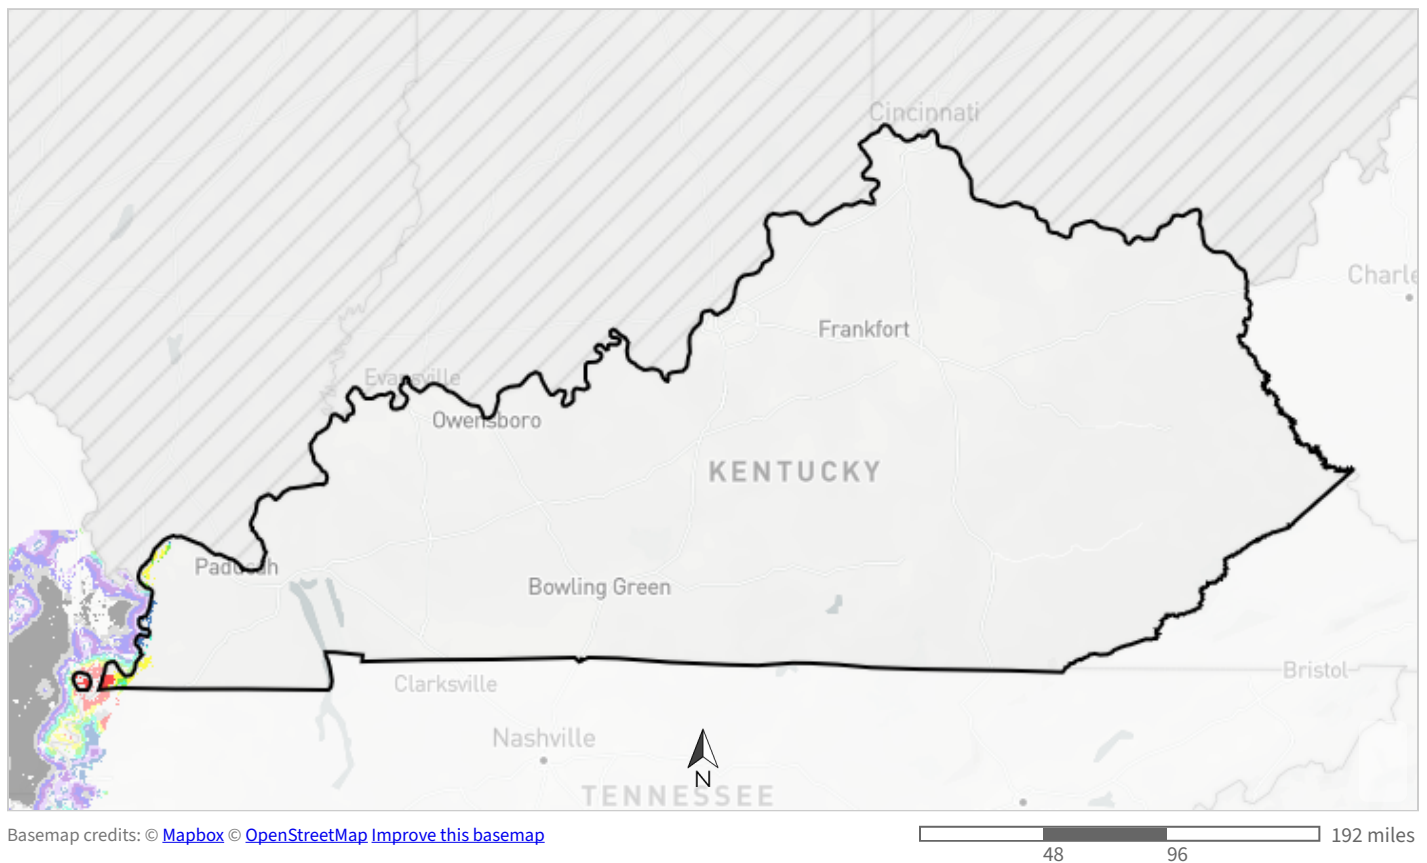 Cincinnati
Charle
Frankfort
Evansville
Owensboro
KENTUCKY
Paducah
Bowling Green
Bristol
Clarksville
Nashville
N
TENNESSEE
Basemap credits: © Mapbox © OpenStreetMap Improve this basemap
192 miles
48 96